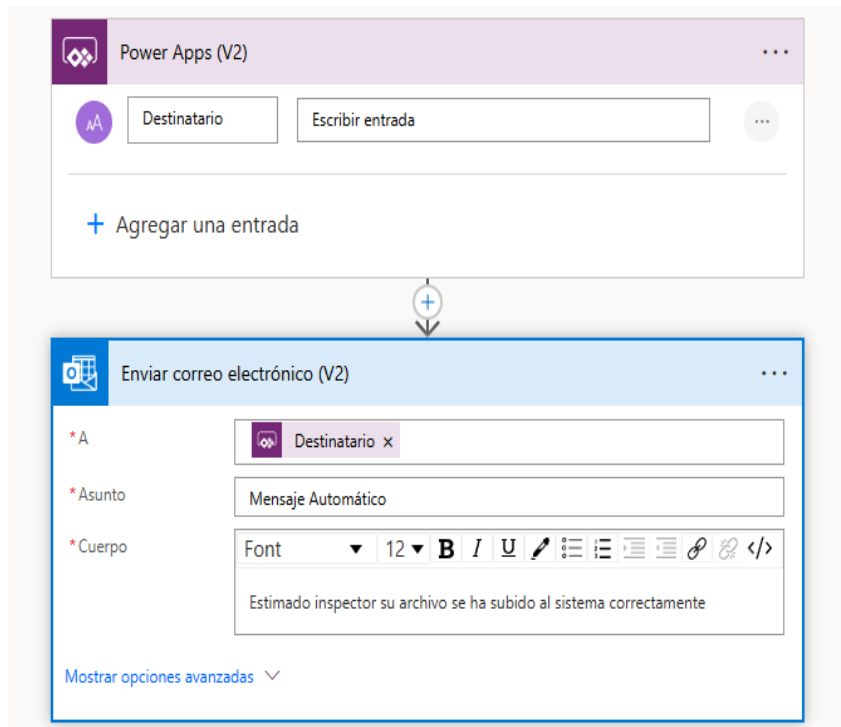 Power Apps (V2)
AA Destinatario Escribir entrada
+ Agregar una entrada
Enviar correo electrónico (V2)
* A Destinatario ×
* Asunto Mensaje Automático
* Cuerpo Font 12 B I U </>
Estimado inspector su archivo se ha subido al sistema correctamente
Mostrar opciones avanzadas